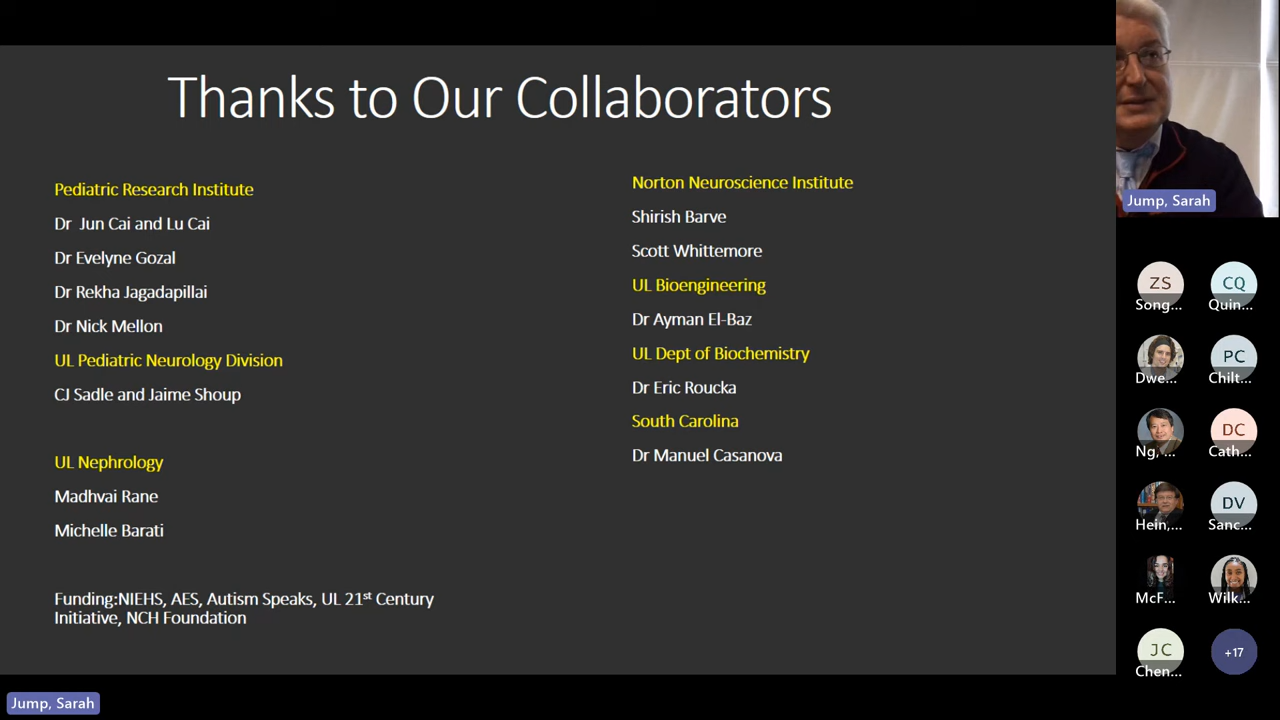 Thanks to Our Collaborators
Pediatric Research Institute
Dr  Jun Cai and Lu Cai
Dr Evelyne Gozal
Dr Rekha Jagadapillai
Dr Nick Mellon
UL Pediatric Neurology Division
CJ Sadle and Jaime Shoup
UL Nephrology
Madhvai Rane
Michelle Barati
Funding:NIEHS, AES, Autism Speaks, UL 21st Century
Initiative, NCH Foundation
Norton Neuroscience Institute
Shirish Barve
Scott Whittemore
UL Bioengineering
Dr Ayman El-Baz
UL Dept of Biochemistry
Dr Eric Roucka
South Carolina
Dr Manuel Casanova
Jump, Sarah
ZS
Song...
CQ
Quin...
Dwe...
PC
Chilt...
Ng, ...
DC
Cath...
Hein,...
DV
Sanc...
McF...
Wilk...
JC
Chen...
+17
Jump, Sarah